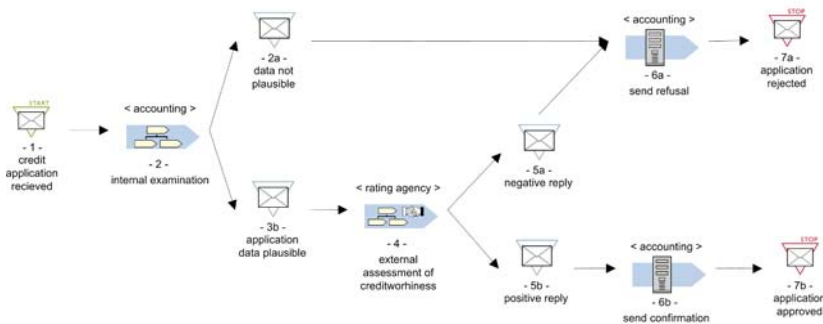 START
- 1 -
credit
application
recieved
< accounting >
- 2 -
internal examination
- 2a -
data not
plausible
- 3b -
application
data plausible
< rating agency >
- 4 -
external
assessment of
creditworhiness
- 5a -
negative reply
- 5b -
positive reply
< accounting >
- 6a -
send refusal
< accounting >
- 6b -
send confirmation
STOP
- 7a -
application
rejected
STOP
- 7b -
application
approved